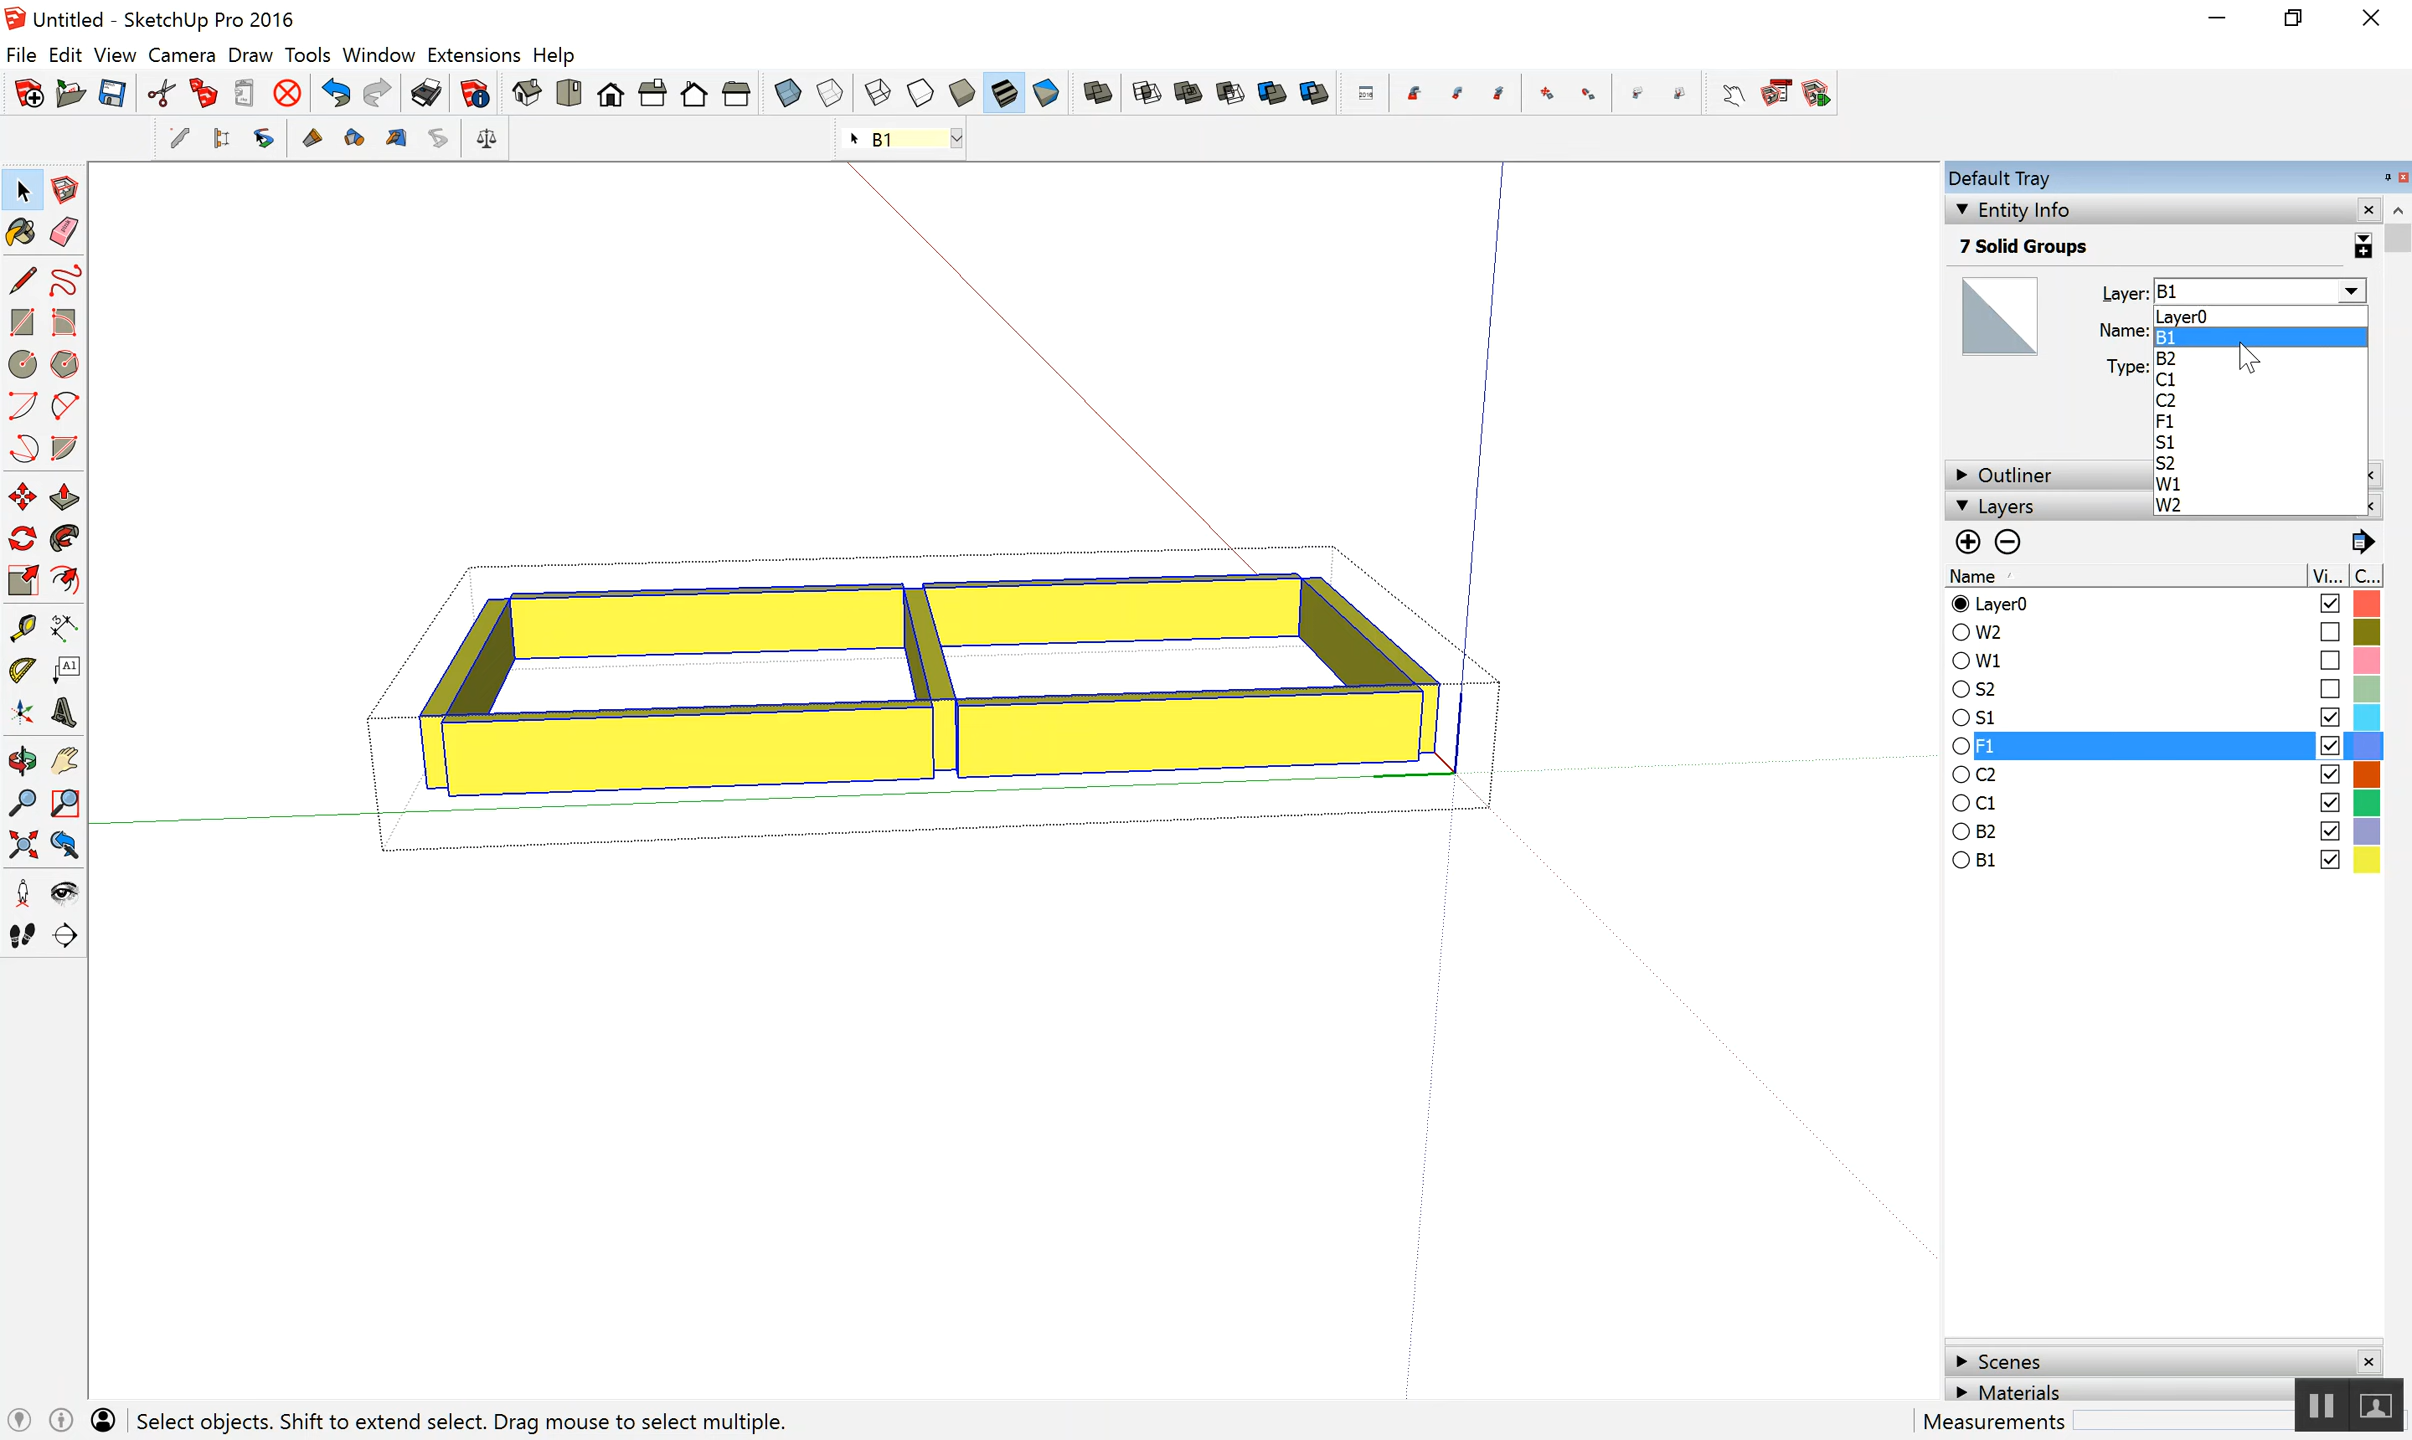 Untitled - SketchUp Pro 2016
File Edit View Camera Draw Tools Window Extensions Help
B1
Default Tray
Entity Info
7 Solid Groups
Layer: B1
Layer0
Name:
B1
B2
Type:
C1
C2
F1
S1
S2
W1
W2
Outliner
Layers
Name Vi... C...
Layer0
W2
W1
S2
S1
F1
C2
C1
B2
B1
A1
Scenes
Materials
Select objects. Shift to extend select. Drag mouse to select multiple.
Measurements